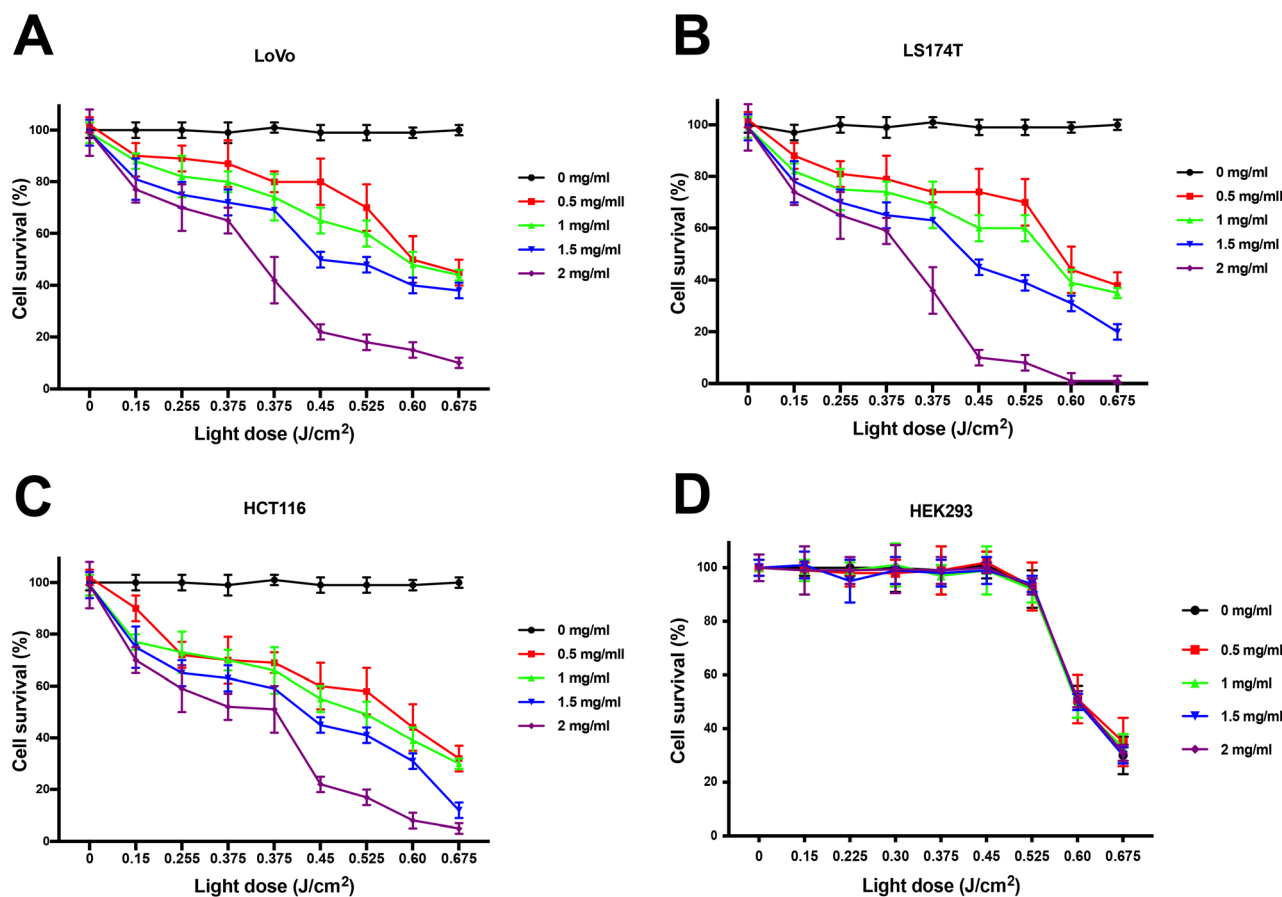 A
LoVo
Cell survival (%)
100
80
60
40
20
0
0 0.15 0.255 0.375 0.375 0.45 0.525 0.60 0.675
Light dose (J/cm²)
0 mg/ml
0.5 mg/mll
1 mg/ml
1.5 mg/ml
2 mg/ml
B
LS174T
Cell survival (%)
100
80
60
40
20
0
0 0.15 0.255 0.375 0.375 0.45 0.525 0.60 0.675
Light dose (J/cm²)
0 mg/ml
0.5 mg/mll
1 mg/ml
1.5 mg/ml
2 mg/ml
C
HCT116
Cell survival (%)
100
80
60
40
20
0
0 0.15 0.255 0.375 0.375 0.45 0.525 0.60 0.675
Light dose (J/cm²)
0 mg/ml
0.5 mg/mll
1 mg/ml
1.5 mg/ml
2 mg/ml
D
HEK293
Cell survival (%)
100
80
60
40
20
0
0 0.15 0.225 0.30 0.375 0.45 0.525 0.60 0.675
Light dose (J/cm²)
0 mg/ml
0.5 mg/mll
1 mg/ml
1.5 mg/ml
2 mg/ml